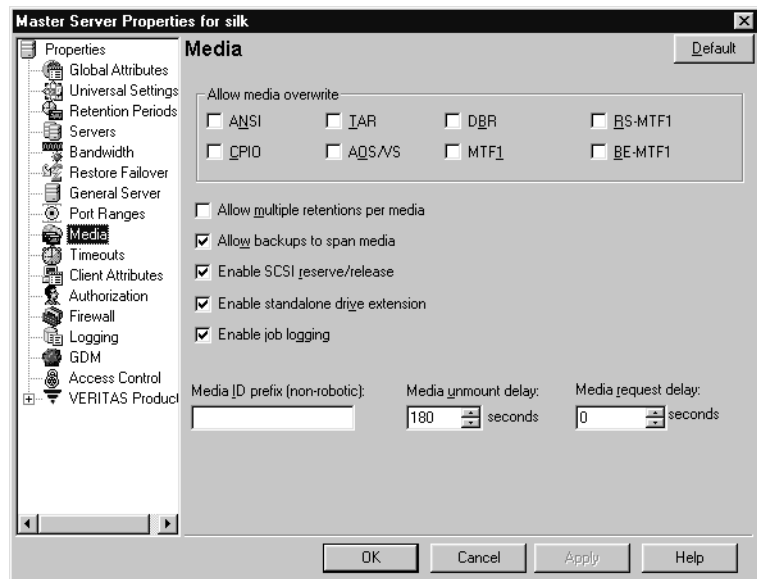 Master Server Properties for silk
Properties
Global Attributes
Universal Settings
Retention Periods
Servers
Bandwidth
Restore Failover
General Server
Port Ranges
Media
Timeouts
Client Attributes
Authorization
Firewall
Logging
GDM
Access Control
VERITAS Product
Media
Default
Allow media overwrite
ANSI TAR DBR RS-MTF1
CPIO AOS/VS MTF1 BE-MTF1
Allow multiple retentions per media
Allow backups to span media
Enable SCSI reserve/release
Enable standalone drive extension
Enable job logging
Media ID prefix (non-robotic): Media unmount delay: Media request delay:
180 seconds 0 seconds
OK Cancel Apply Help